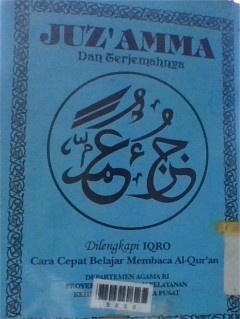 JUZ'AMMA
Dan Terjemahnya
جزء عم
Dilengkapi IQRO
Cara Cepat Belajar Membaca Al-Qur'an
DEPARTEMEN AGAMA RI
PROYEK PELAYANAN
PUSAT